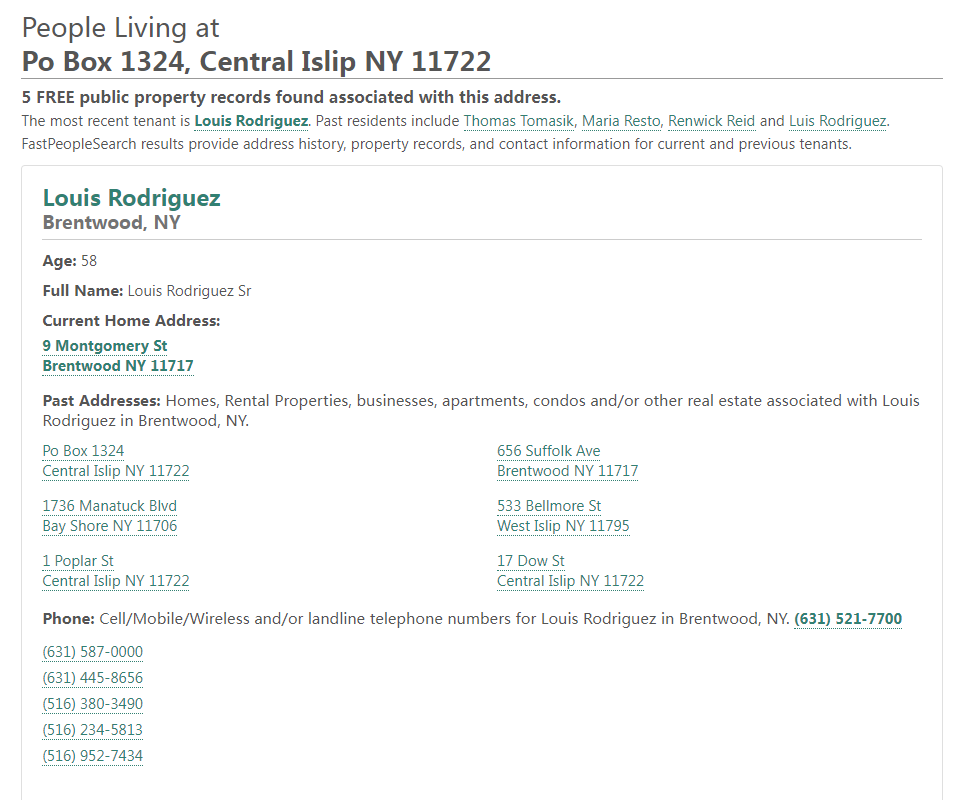 People Living at
Po Box 1324, Central Islip NY 11722
5 FREE public property records found associated with this address.
The most recent tenant is Louis Rodriguez. Past residents include Thomas Tomasik, Maria Resto, Renwick Reid and Luis Rodriguez.
FastPeopleSearch results provide address history, property records, and contact information for current and previous tenants.
Louis Rodriguez
Brentwood, NY
Age: 58
Full Name: Louis Rodriguez Sr
Current Home Address:
9 Montgomery St
Brentwood NY 11717
Past Addresses: Homes, Rental Properties, businesses, apartments, condos and/or other real estate associated with Louis
Rodriguez in Brentwood, NY.
Po Box 1324
Central Islip NY 11722
656 Suffolk Ave
Brentwood NY 11717
1736 Manatuck Blvd
Bay Shore NY 11706
533 Bellmore St
West Islip NY 11795
1 Poplar St
Central Islip NY 11722
17 Dow St
Central Islip NY 11722
Phone: Cell/Mobile/Wireless and/or landline telephone numbers for Louis Rodriguez in Brentwood, NY. (631) 521-7700
(631) 587-0000
(631) 445-8656
(516) 380-3490
(516) 234-5813
(516) 952-7434